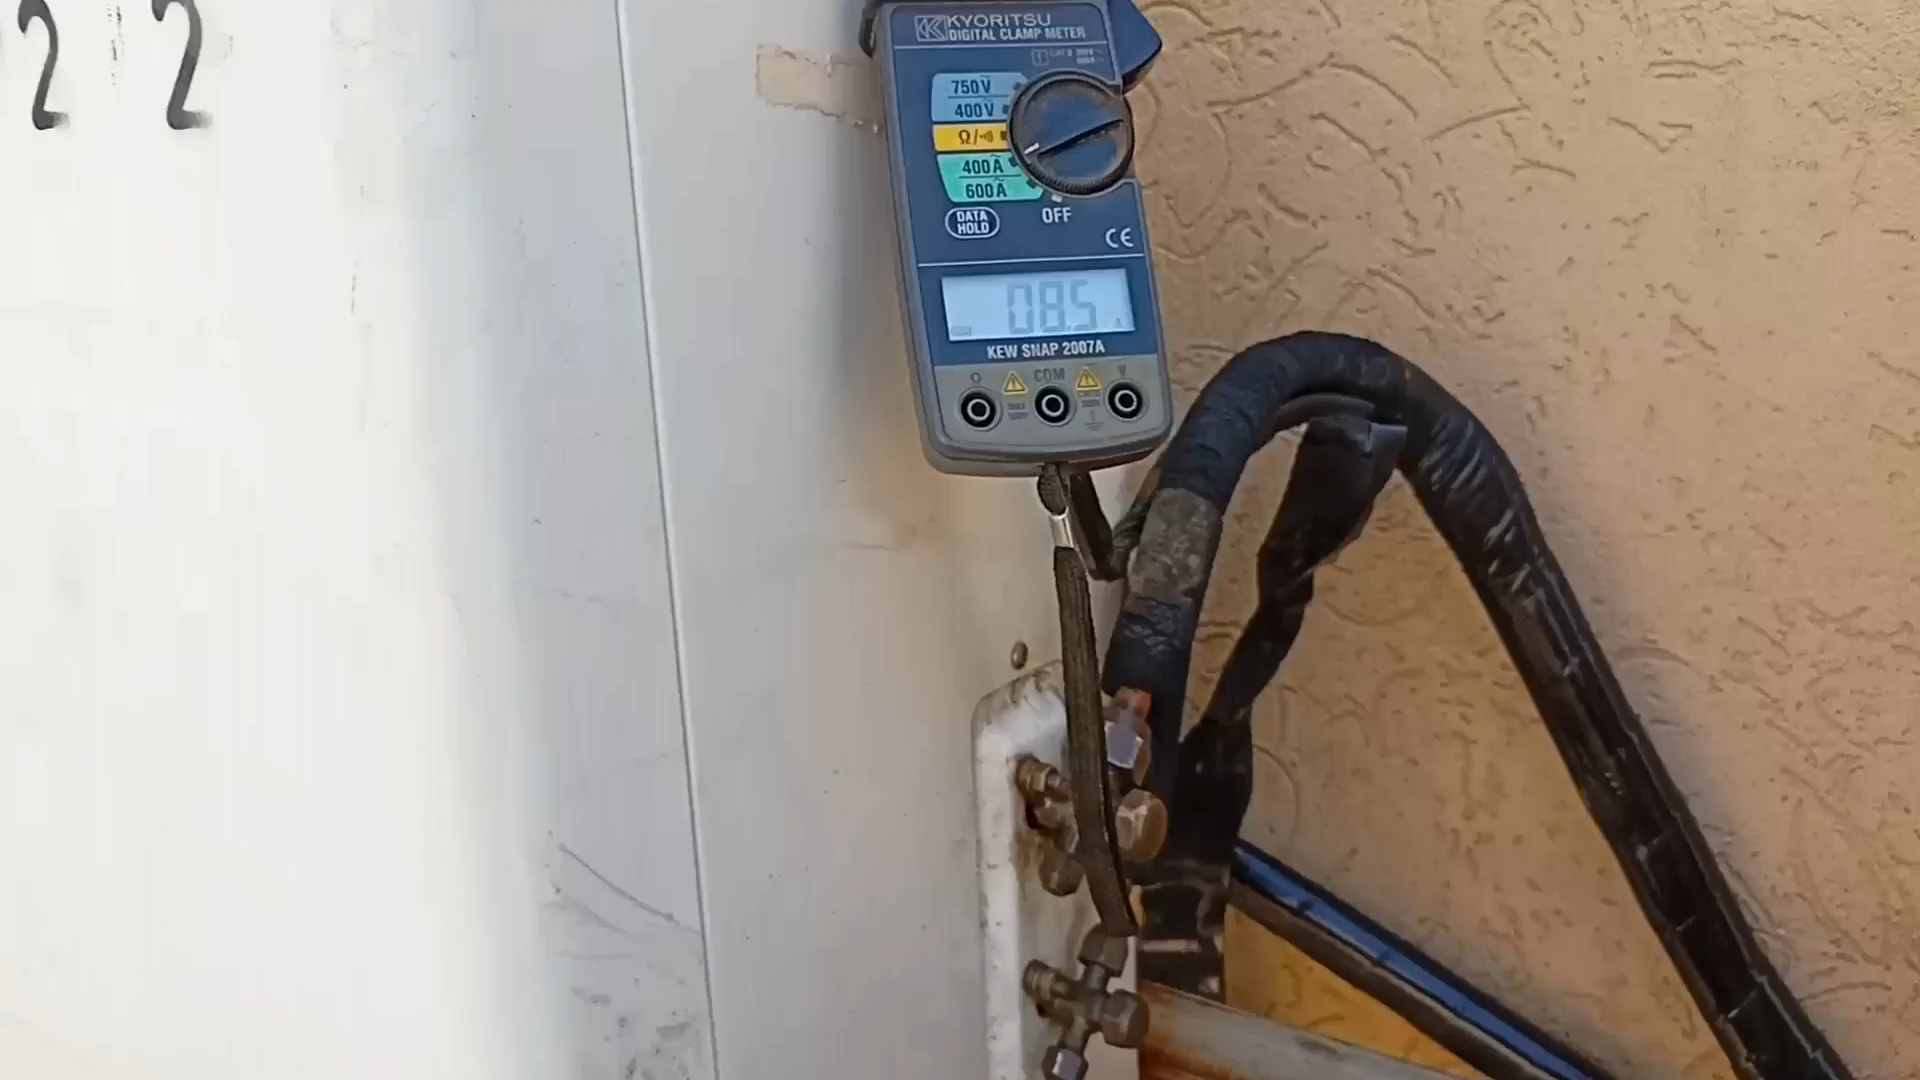 2 2
KYORITSU
DIGITAL CLAMP METER
750V
400V
Ω/
400A
600A
DATA
HOLD
OFF
CE
08.5
KEW SNAP 2007A
Ω COM V